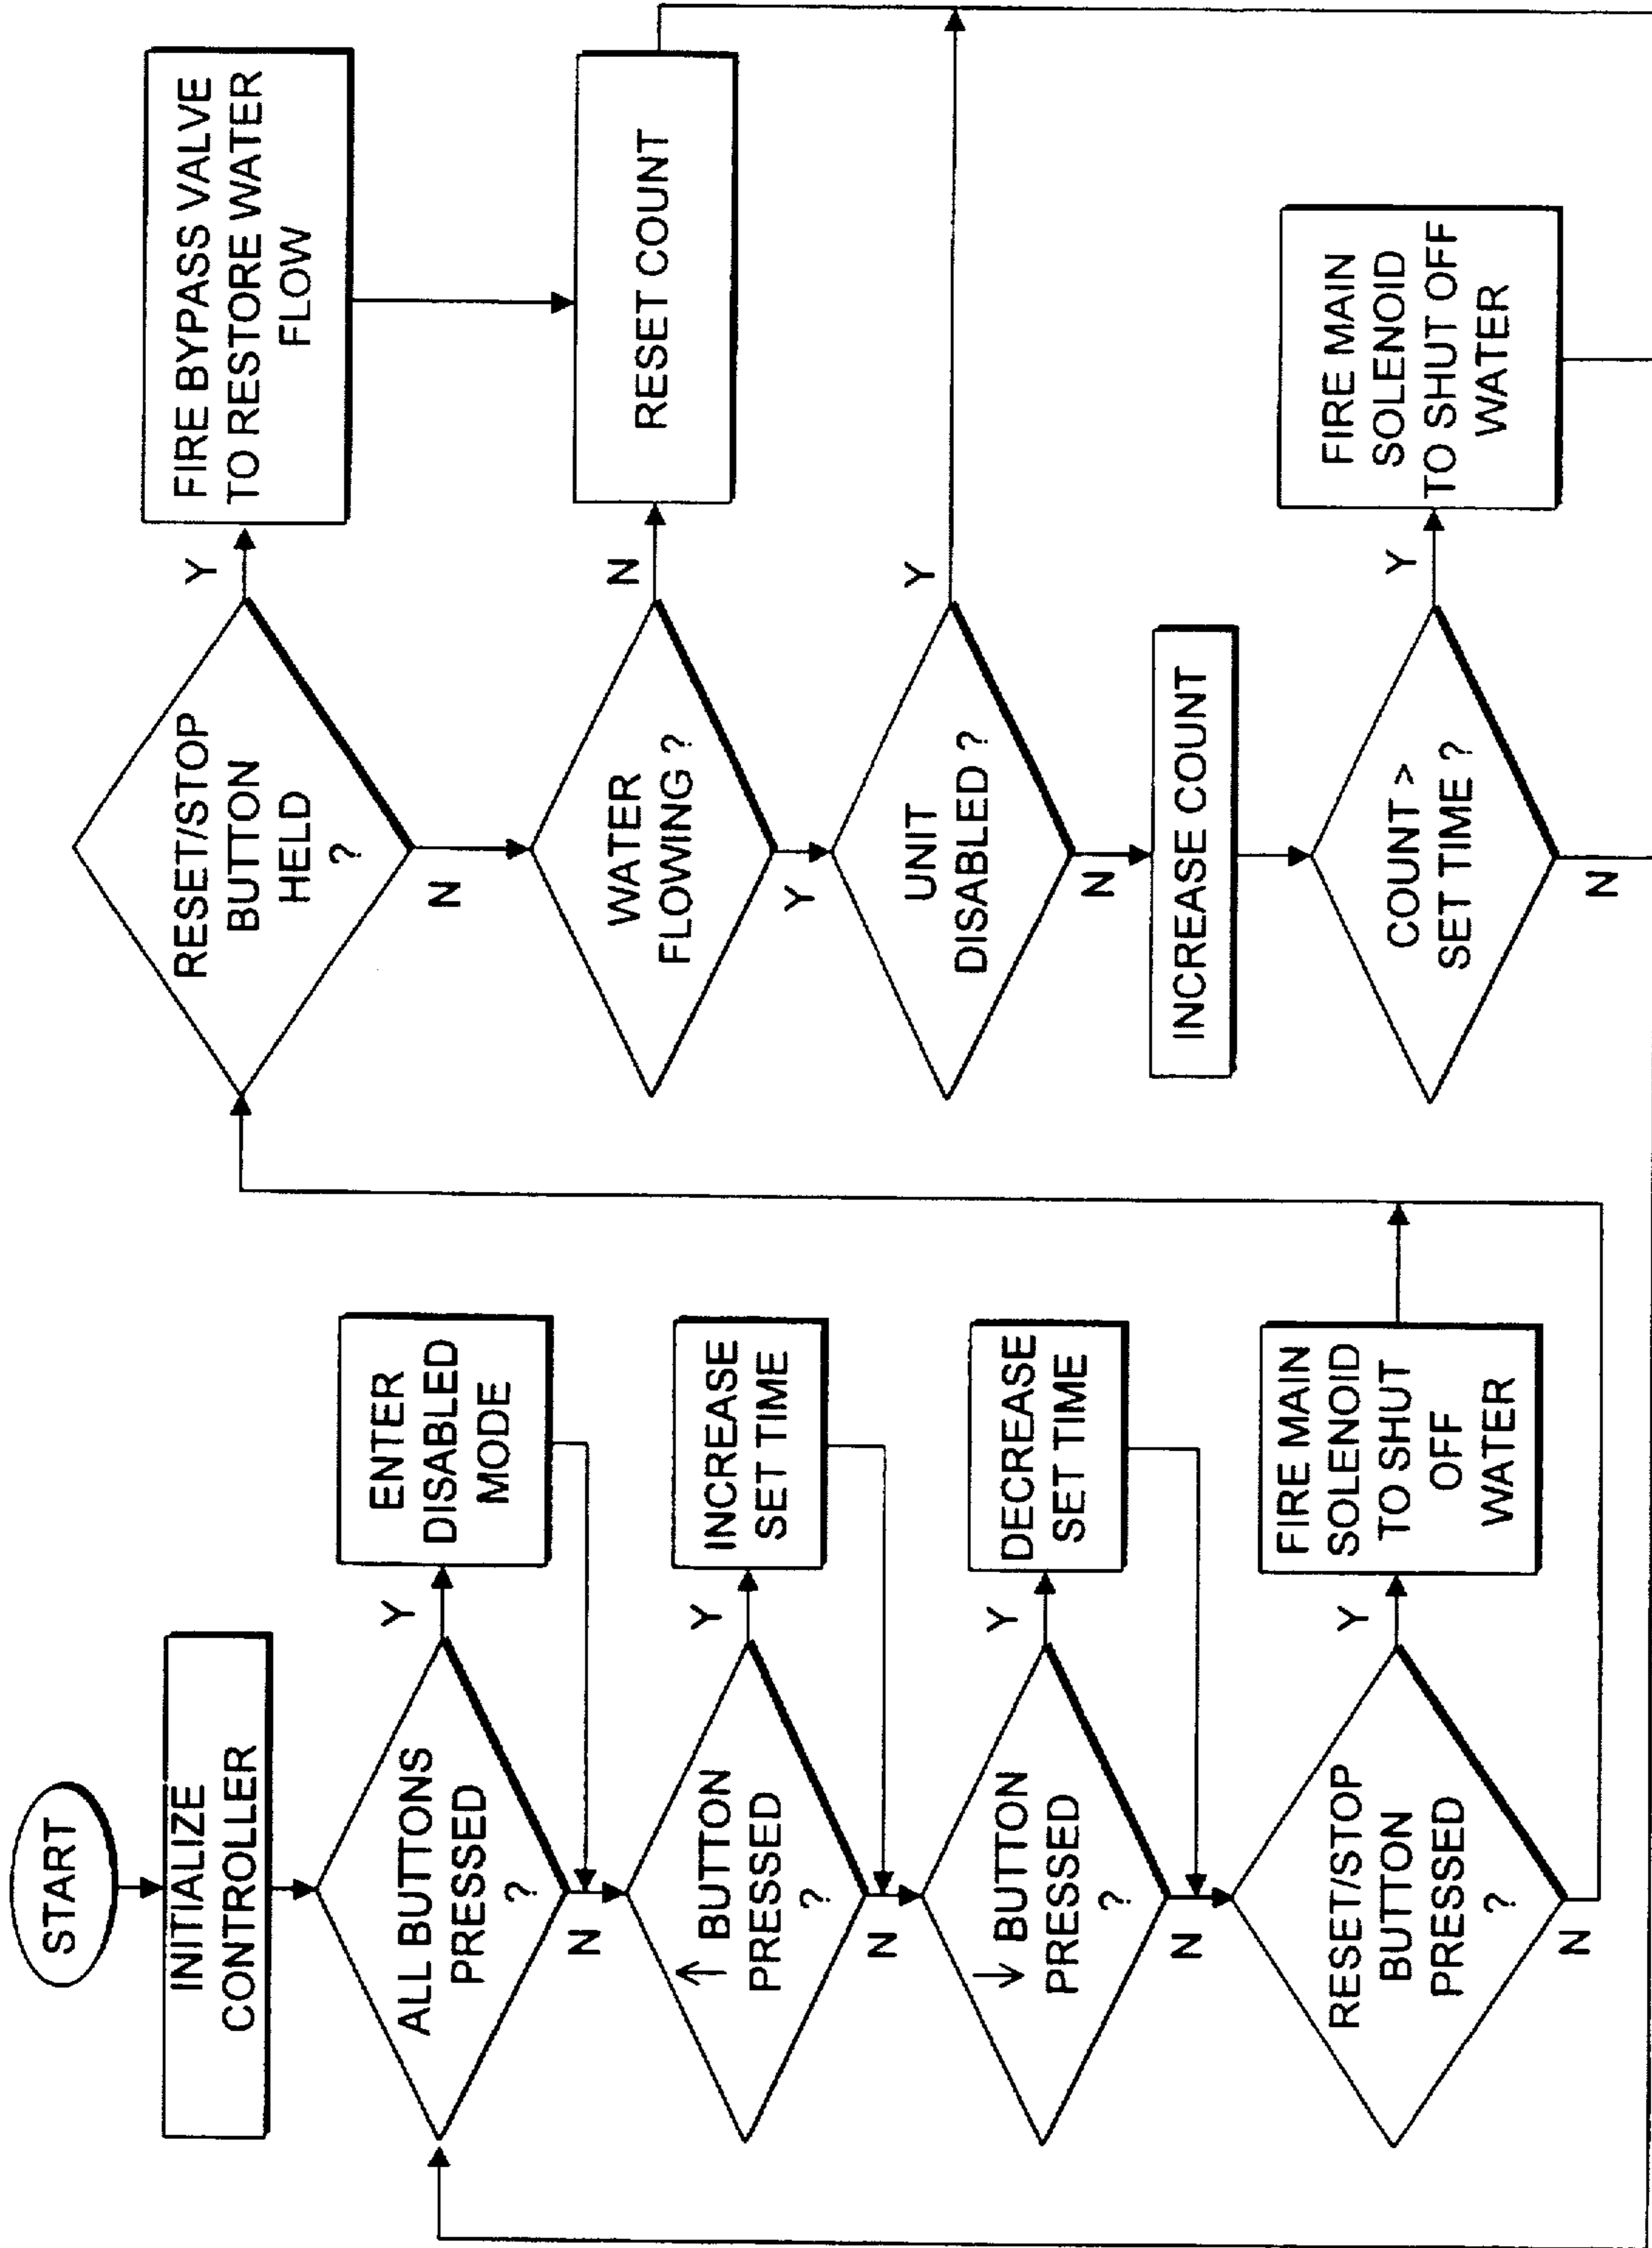 START
INITIALIZE
CONTROLLER
ALL BUTTONS
PRESSED
?
Y
ENTER
DISABLED
MODE
N
↑ BUTTON
PRESSED
?
Y
INCREASE
SET TIME
N
↓ BUTTON
PRESSED
?
Y
DECREASE
SET TIME
N
RESET/STOP
BUTTON
PRESSED
?
Y
FIRE MAIN
SOLENOID
TO SHUT
OFF
WATER
N
RESET/STOP
BUTTON
HELD
?
Y
FIRE BYPASS VALVE
TO RESTORE WATER
FLOW
N
WATER
FLOWING ?
N
RESET COUNT
Y
UNIT
DISABLED ?
Y
N
INCREASE COUNT
COUNT >
SET TIME ?
Y
FIRE MAIN
SOLENOID
TO SHUT OFF
WATER
N